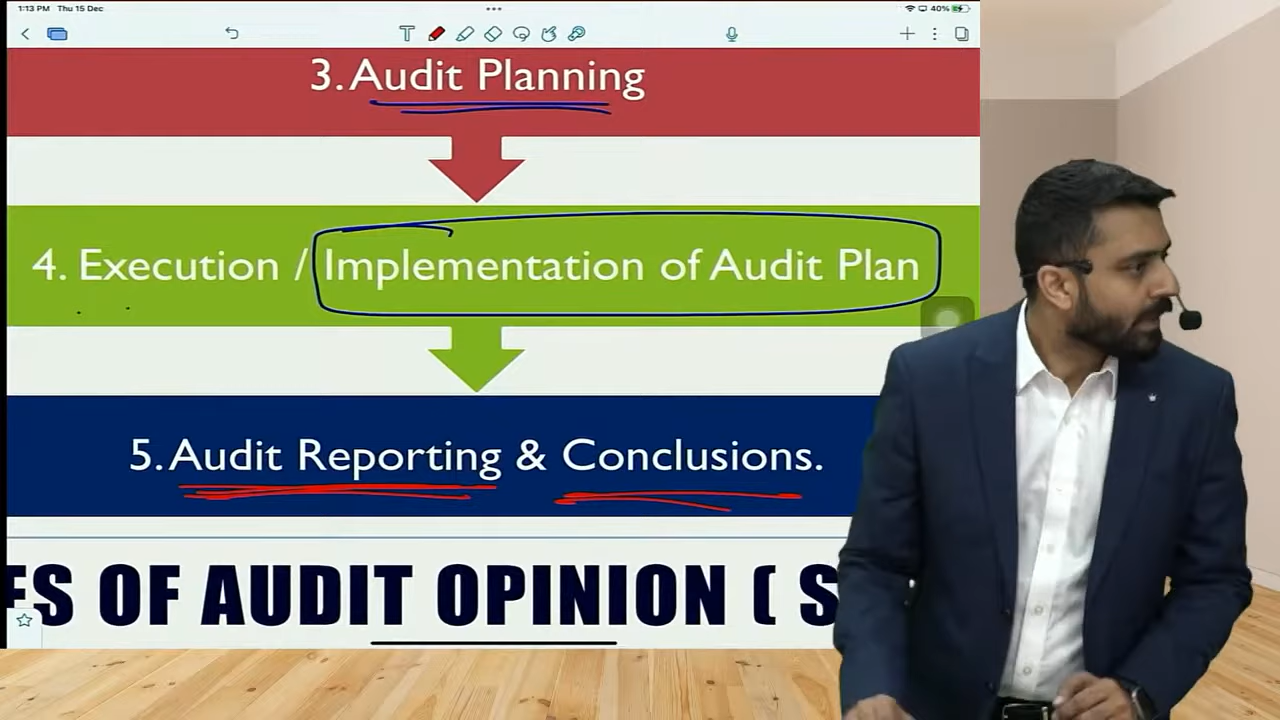 1:13 PM Thu 15 Dec
40%
3. Audit Planning
4. Execution / Implementation of Audit Plan
5. Audit Reporting & Conclusions.
ES OF AUDIT OPINION ( S